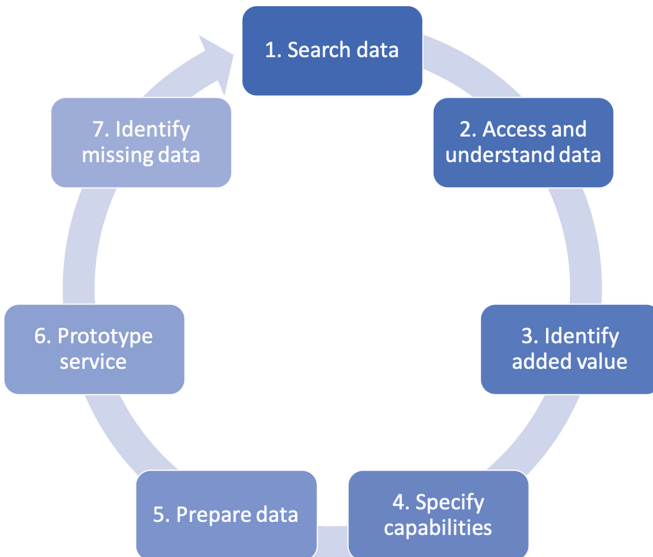 1. Search data
2. Access and
understand data
3. Identify
added value
4. Specify
capabilities
5. Prepare data
6. Prototype
service
7. Identify
missing data